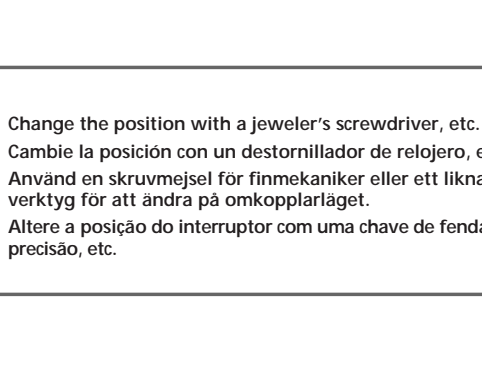 Change the position with a jeweler's screwdriver, etc.
Cambie la posición con un destornillador de relojero,
Använd en skruvmejsel för finmekaniker eller ett
verktyg för att ändra på omkopplarläget.
Altere a posição do interruptor com uma chave de
precisão, etc.